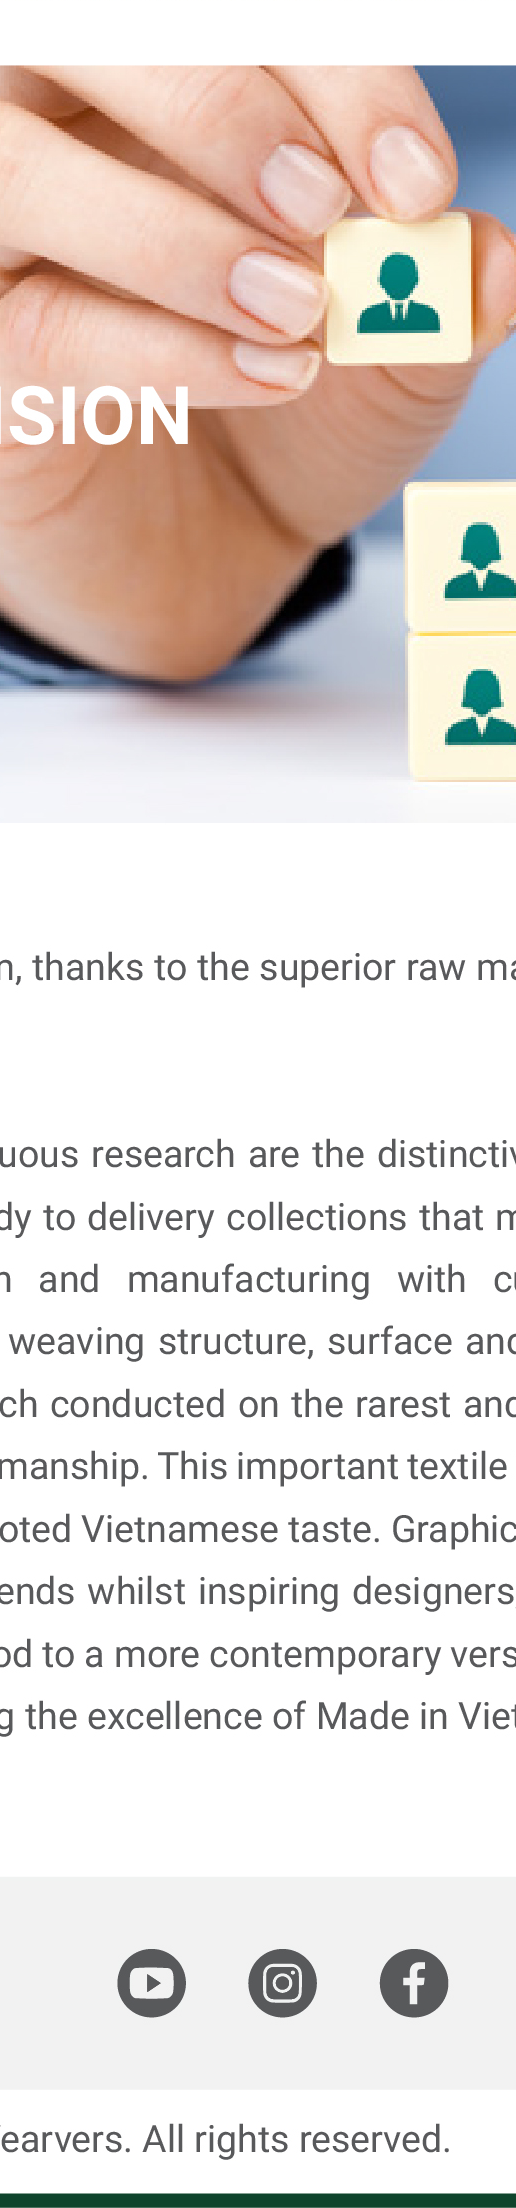 ISION
n, thanks to the superior raw ma
uous research are the distinctiv
dy to delivery collections that m
n and manufacturing with cu
weaving structure, surface and
ch conducted on the rarest and
manship. This important textile
oted Vietnamese taste. Graphic
ends whilst inspiring designers
od to a more contemporary vers
g the excellence of Made in Viet
earvers. All rights reserved.